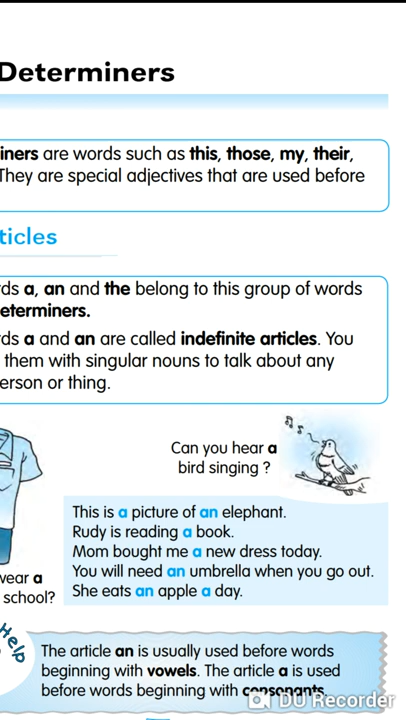 Determiners
iners are words such as this, those, my, their,
They are special adjectives that are used before
ticles
ds a, an and the belong to this group of words
eterminers.
ds a and an are called indefinite articles. You
them with singular nouns to talk about any
erson or thing.
Can you hear a
bird singing ?
This is a picture of an elephant.
Rudy is reading a book.
Mom bought me a new dress today.
You will need an umbrella when you go out.
She eats an apple a day.
wear a
school?
Help
The article an is usually used before words
beginning with vowels. The article a is used
before words beginning with consonants.
DU Recorder